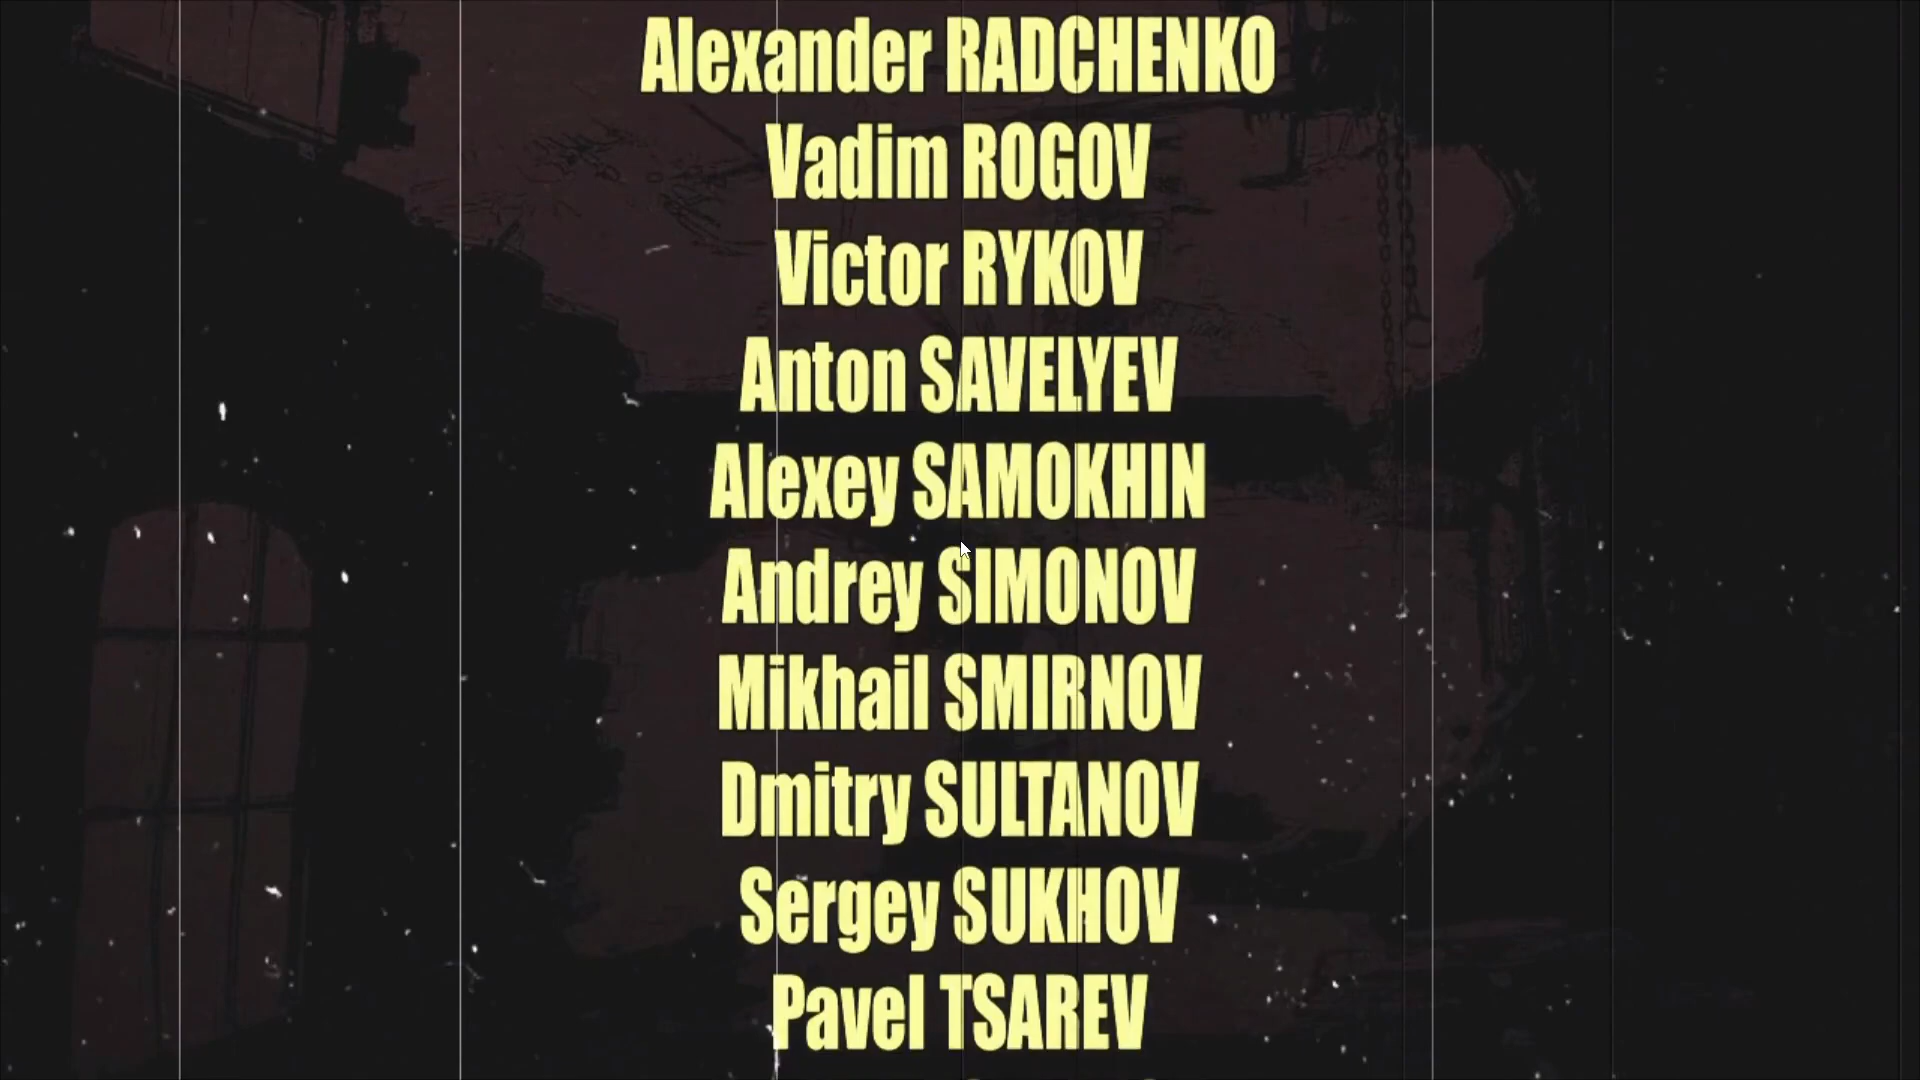 Alexander RADCHENKO
Vadim ROGOV
Victor RYKOV
Anton SAVELYEV
Alexey SAMOKHIN
Andrey SIMONOV
Mikhail SMIRNOV
Dmitry SULTANOV
Sergey SUKHOV
Pavel TSAREV